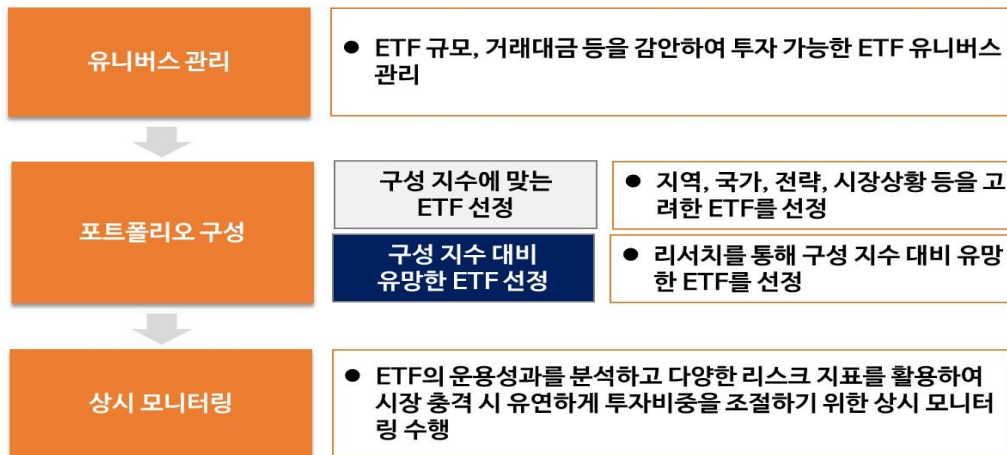 유니버스 관리
● ETF 규모, 거래대금 등을 감안하여 투자 가능한 ETF 유니버스
관리
포트폴리오 구성
구성 지수에 맞는
ETF 선정
● 지역, 국가, 전략, 시장상황 등을 고
려한 ETF를 선정
구성 지수 대비
유망한 ETF 선정
● 리서치를 통해 구성 지수 대비 유망
한 ETF를 선정
상시 모니터링
● ETF의 운용성과를 분석하고 다양한 리스크 지표를 활용하여
시장 충격 시 유연하게 투자비중을 조절하기 위한 상시 모니터
링 수행